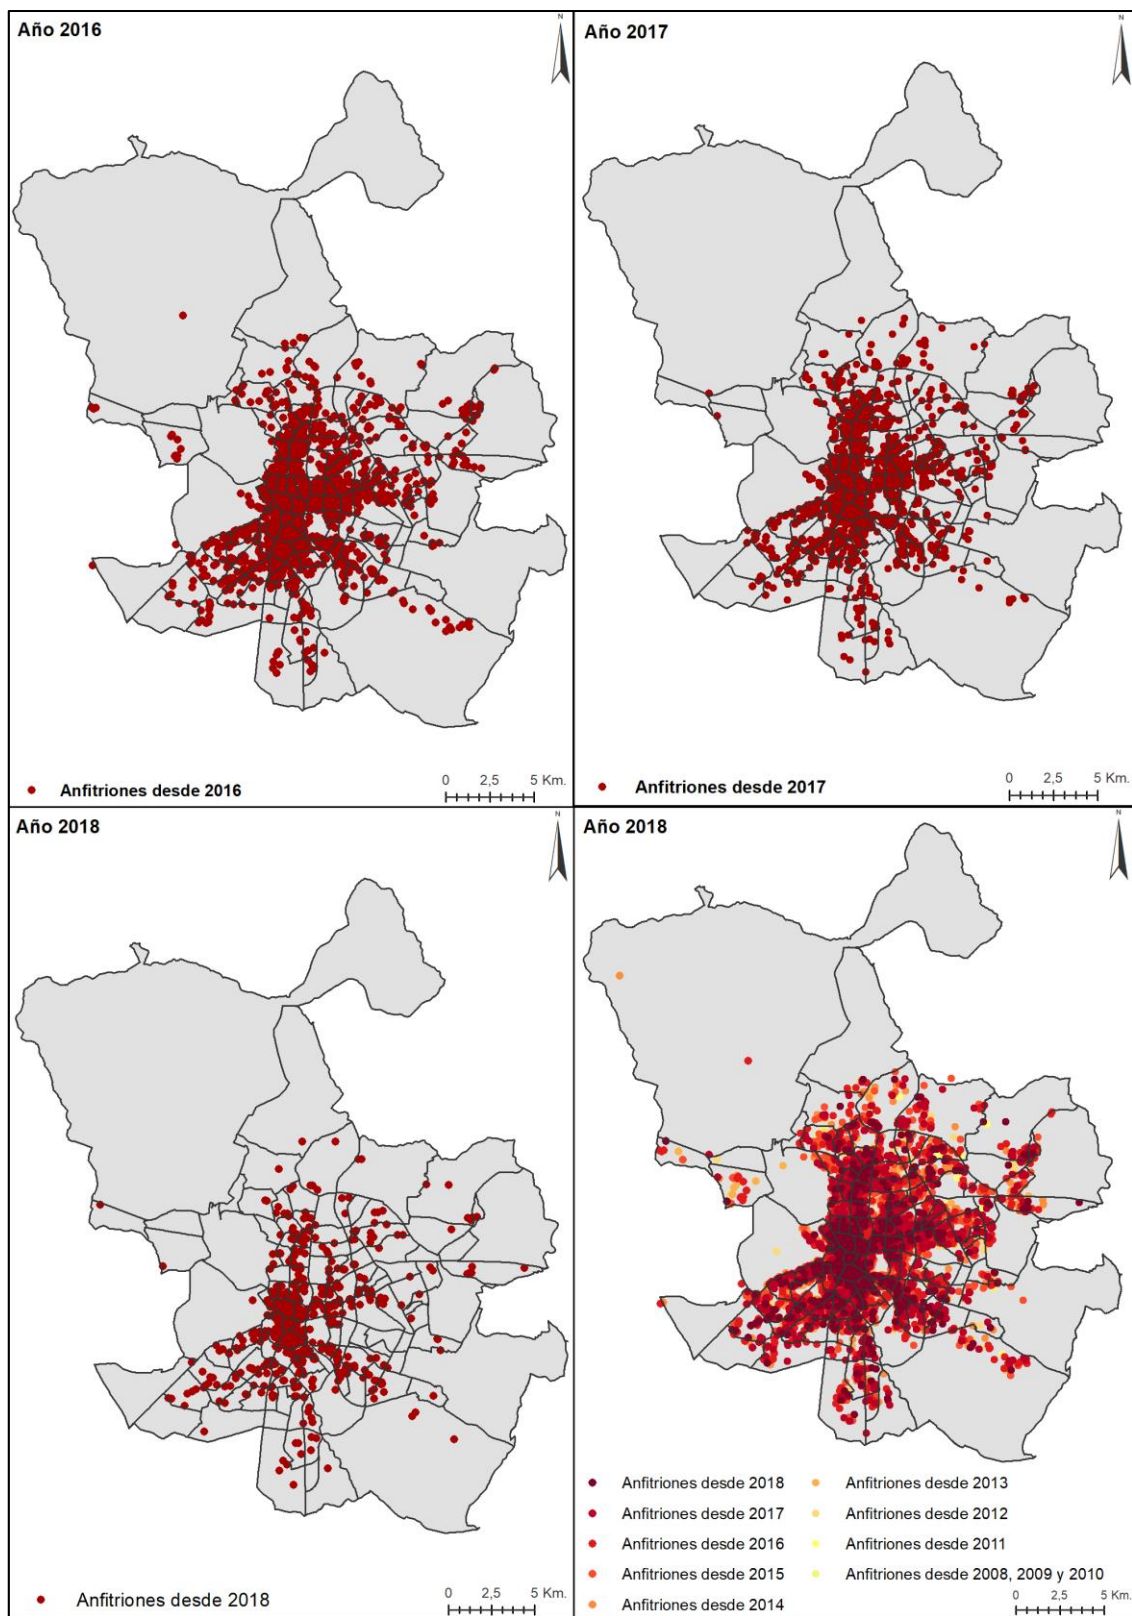 Año 2016
N
0 2,5 5 Km.
Anfitriones desde 2016
Año 2017
N
0 2,5 5 Km.
Anfitriones desde 2017
Año 2018
N
0 2,5 5 Km.
Anfitriones desde 2018
Año 2018
N
Anfitriones desde 2018
Anfitriones desde 2017
Anfitriones desde 2016
Anfitriones desde 2015
Anfitriones desde 2014
Anfitriones desde 2013
Anfitriones desde 2012
Anfitriones desde 2011
Anfitriones desde 2008, 2009 y 2010
0 2,5 5 Km.